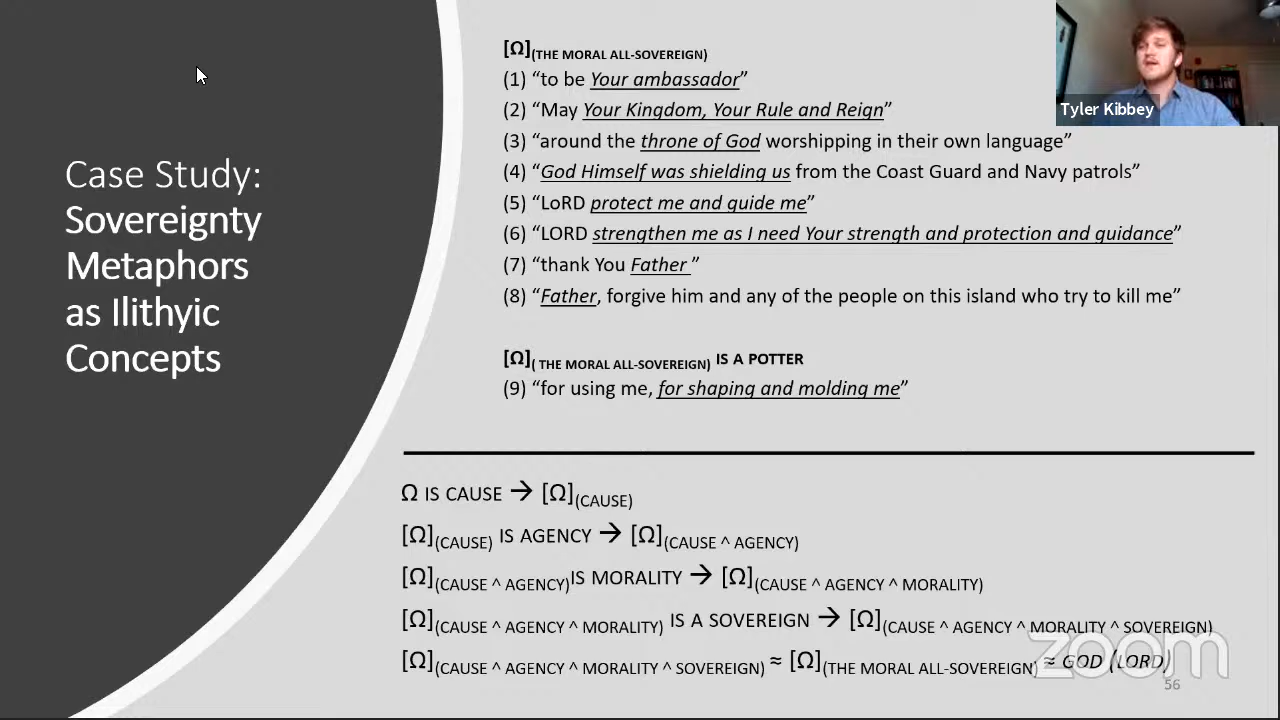 Case Study:
Sovereignty
Metaphors
as Ilithyic
Concepts
[Ω](THE MORAL ALL-SOVEREIGN)
(1) “to be Your ambassador”
(2) “May Your Kingdom, Your Rule and Reign”
(3) “around the throne of God worshipping in their own language”
(4) “God Himself was shielding us from the Coast Guard and Navy patrols”
(5) “LoRD protect me and guide me”
(6) “LORD strengthen me as I need Your strength and protection and guidance”
(7) “thank You Father ”
(8) “Father, forgive him and any of the people on this island who try to kill me”
[Ω]( THE MORAL ALL-SOVEREIGN) IS A POTTER
(9) “for using me, for shaping and molding me”
Ω IS CAUSE → [Ω](CAUSE)
[Ω](CAUSE) IS AGENCY → [Ω](CAUSE ^ AGENCY)
[Ω](CAUSE ^ AGENCY)IS MORALITY → [Ω](CAUSE ^ AGENCY ^ MORALITY)
[Ω](CAUSE ^ AGENCY ^ MORALITY) IS A SOVEREIGN → [Ω](CAUSE ^ AGENCY ^ MORALITY ^ SOVEREIGN)
[Ω](CAUSE ^ AGENCY ^ MORALITY ^ SOVEREIGN) ≈ [Ω](THE MORAL ALL-SOVEREIGN) ≈ GOD (LORD)
56
Tyler Kibbey
zoom